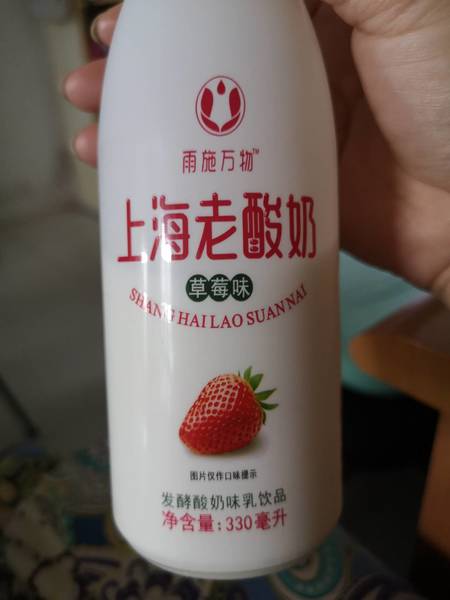 雨施万物™
上海老酸奶
草莓味
SHANG HAI LAO SUAN NAI
图片仅作口味提示
发酵酸奶味乳饮品
净含量:330毫升